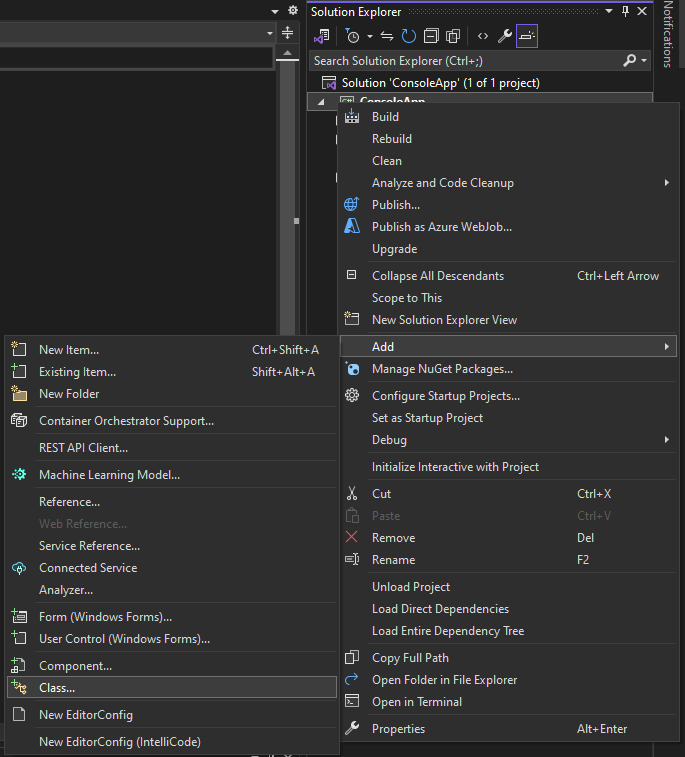 Solution Explorer
Notifications
Search Solution Explorer (Ctrl+;)
Solution 'ConsoleApp' (1 of 1 project)
ConsoleApp
Build
Rebuild
Clean
Analyze and Code Cleanup
Publish...
Publish as Azure WebJob...
Upgrade
Collapse All Descendants Ctrl+Left Arrow
Scope to This
New Solution Explorer View
Add
Manage NuGet Packages...
Configure Startup Projects...
Set as Startup Project
Debug
Initialize Interactive with Project
Cut Ctrl+X
Paste Ctrl+V
Remove Del
Rename F2
Unload Project
Load Direct Dependencies
Load Entire Dependency Tree
Copy Full Path
Open Folder in File Explorer
Open in Terminal
Properties Alt+Enter
New Item... Ctrl+Shift+A
Existing Item... Shift+Alt+A
New Folder
Container Orchestrator Support...
REST API Client...
Machine Learning Model...
Reference...
Web Reference...
Service Reference...
Connected Service
Analyzer...
Form (Windows Forms)...
User Control (Windows Forms)...
Component...
Class...
New EditorConfig
New EditorConfig (IntelliCode)